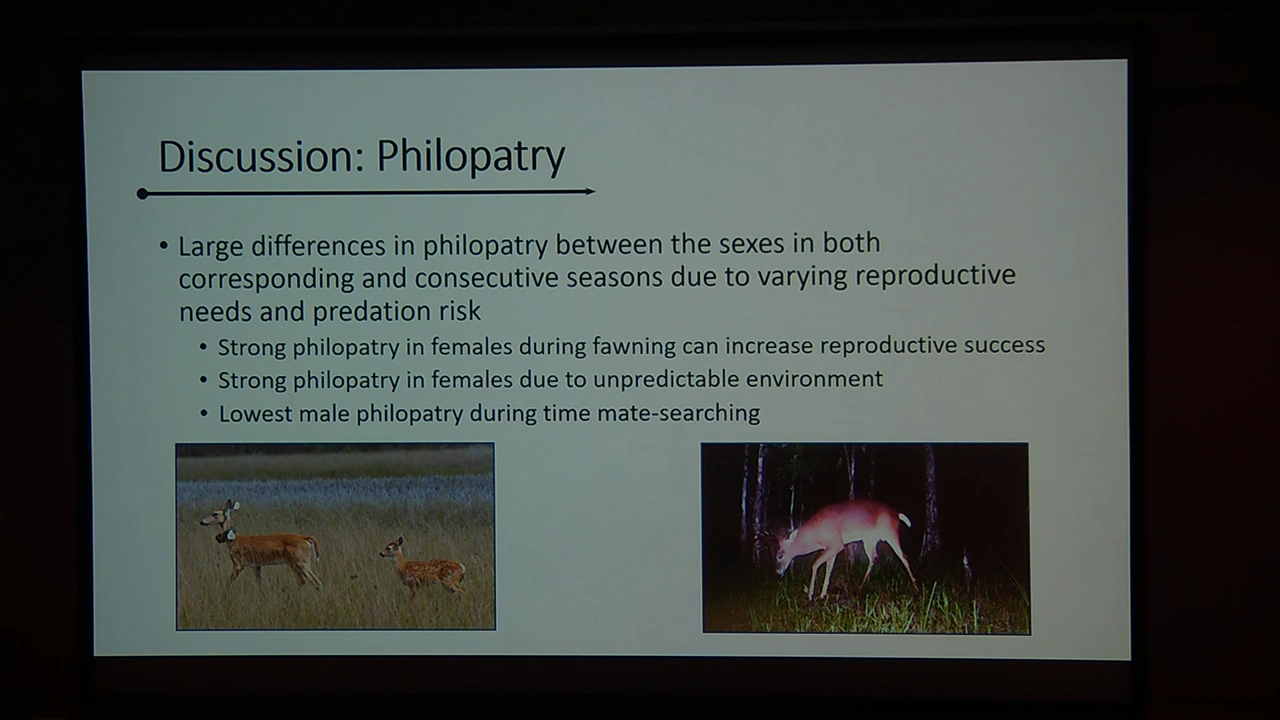 Discussion: Philopatry
• Large differences in philopatry between the sexes in both
corresponding and consecutive seasons due to varying reproductive
needs and predation risk
• Strong philopatry in females during fawning can increase reproductive success
• Strong philopatry in females due to unpredictable environment
• Lowest male philopatry during time mate-searching